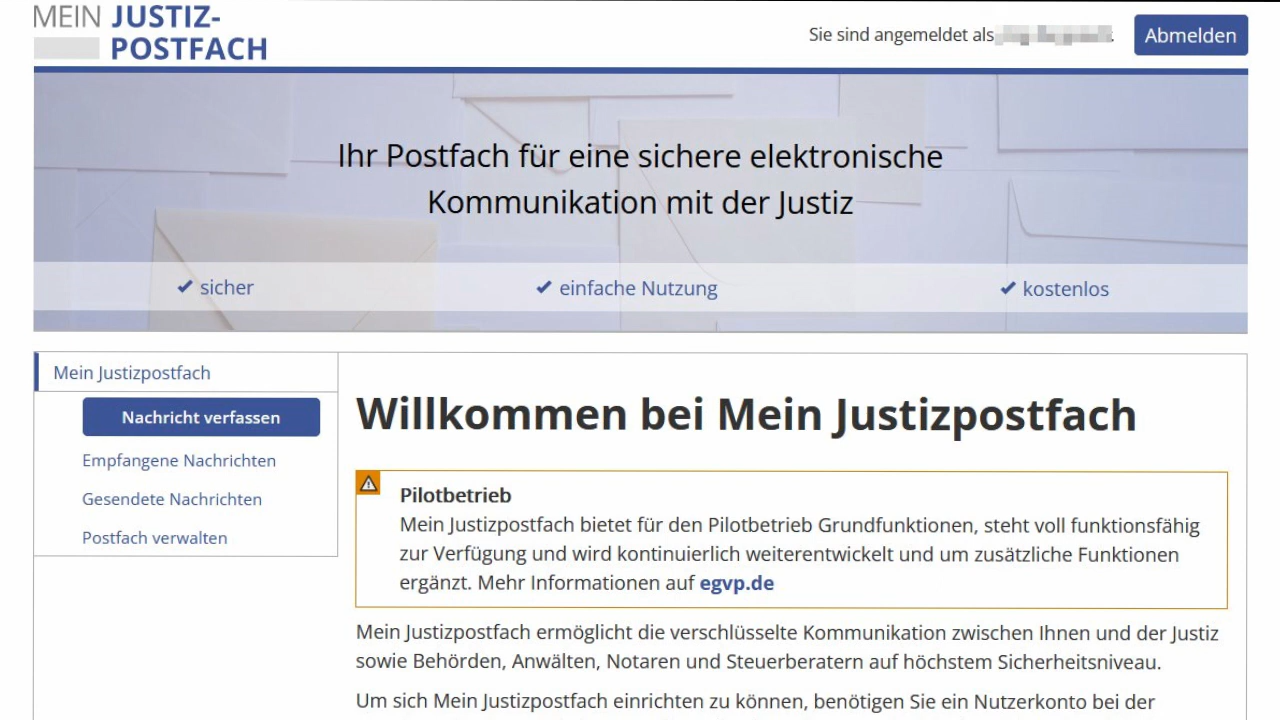 MEIN JUSTIZ-
POSTFACH
Sie sind angemeldet als
Abmelden
Ihr Postfach für eine sichere elektronische
Kommunikation mit der Justiz
sicher
einfache Nutzung
kostenlos
Mein Justizpostfach
Nachricht verfassen
Empfangene Nachrichten
Gesendete Nachrichten
Postfach verwalten
Willkommen bei Mein Justizpostfach
Pilotbetrieb
Mein Justizpostfach bietet für den Pilotbetrieb Grundfunktionen, steht voll funktionsfähig
zur Verfügung und wird kontinuierlich weiterentwickelt und um zusätzliche Funktionen
ergänzt. Mehr Informationen auf egvp.de
Mein Justizpostfach ermöglicht die verschlüsselte Kommunikation zwischen Ihnen und der Justiz
sowie Behörden, Anwälten, Notaren und Steuerberatern auf höchstem Sicherheitsniveau.
Um sich Mein Justizpostfach einrichten zu können, benötigen Sie ein Nutzerkonto bei der